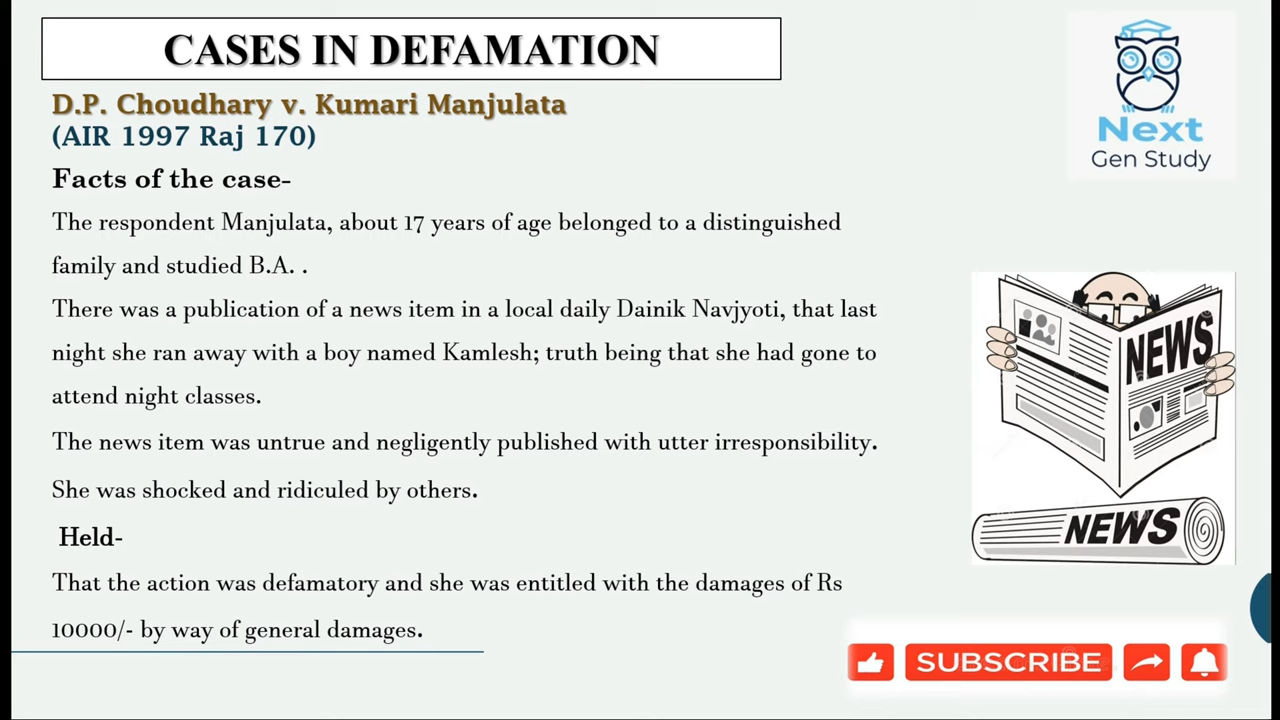 CASES IN DEFAMATION
D.P. Choudhary v. Kumari Manjulata
(AIR 1997 Raj 170)
Facts of the case-
The respondent Manjulata, about 17 years of age belonged to a distinguished
family and studied B.A. .
There was a publication of a news item in a local daily Dainik Navjyoti, that last
night she ran away with a boy named Kamlesh; truth being that she had gone to
attend night classes.
The news item was untrue and negligently published with utter irresponsibility.
She was shocked and ridiculed by others.
Held-
That the action was defamatory and she was entitled with the damages of Rs
10000/- by way of general damages.
Next
Gen Study
NEWS
NEWS
SUBSCRIBE